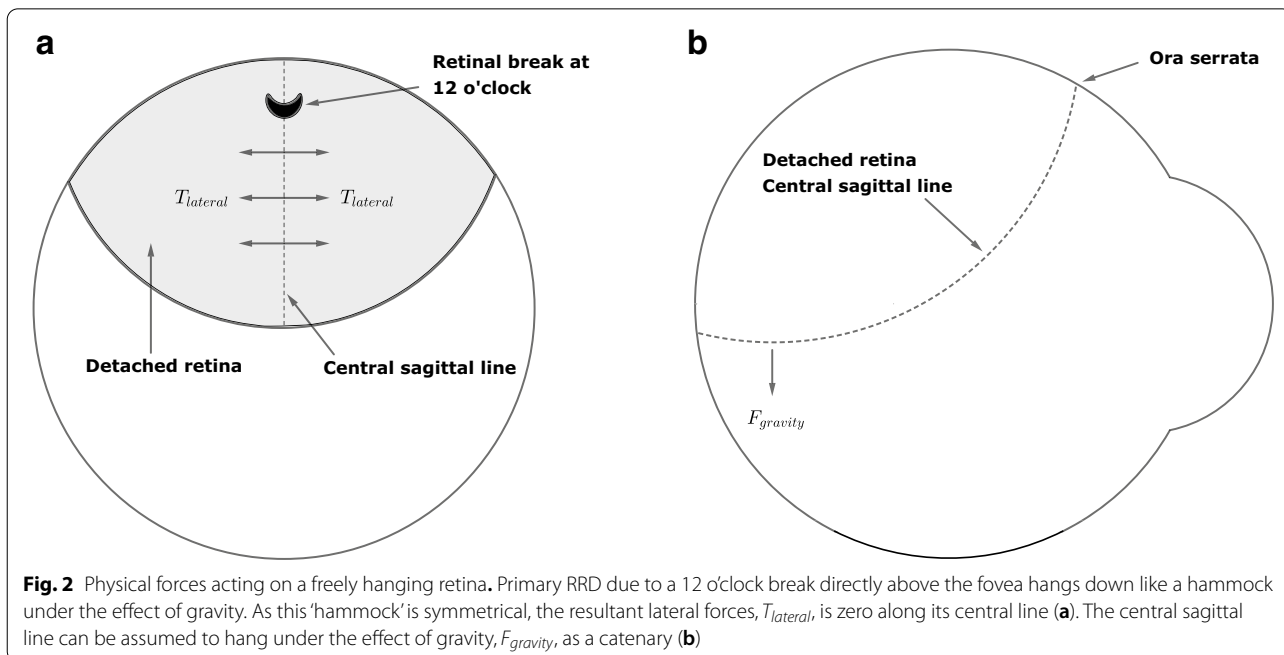 a
Retinal break at
12 o'clock
T_lateral T_lateral
Detached retina
Central sagittal line
b
Ora serrata
Detached retina
Central sagittal line
F_gravity
Fig. 2 Physical forces acting on a freely hanging retina. Primary RRD due to a 12 o'clock break directly above the fovea hangs down like a hammock
under the effect of gravity. As this 'hammock' is symmetrical, the resultant lateral forces, T_lateral, is zero along its central line (a). The central sagittal
line can be assumed to hang under the effect of gravity, F_gravity, as a catenary (b)